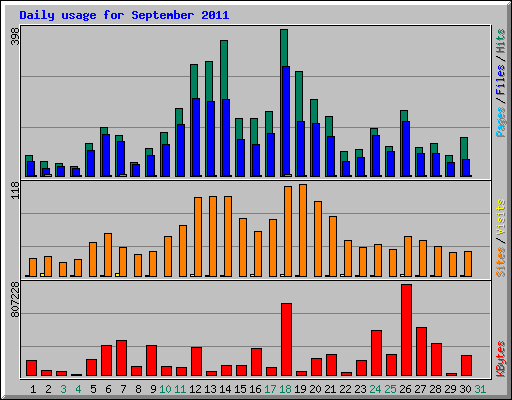 Daily usage for September 2011
398
Pages / Files / Hits
118
Sites / Visits
807228
KBytes
1 2 3 4 5 6 7 8 9 10 11 12 13 14 15 16 17 18 19 20 21 22 23 24 25 26 27 28 29 30 31